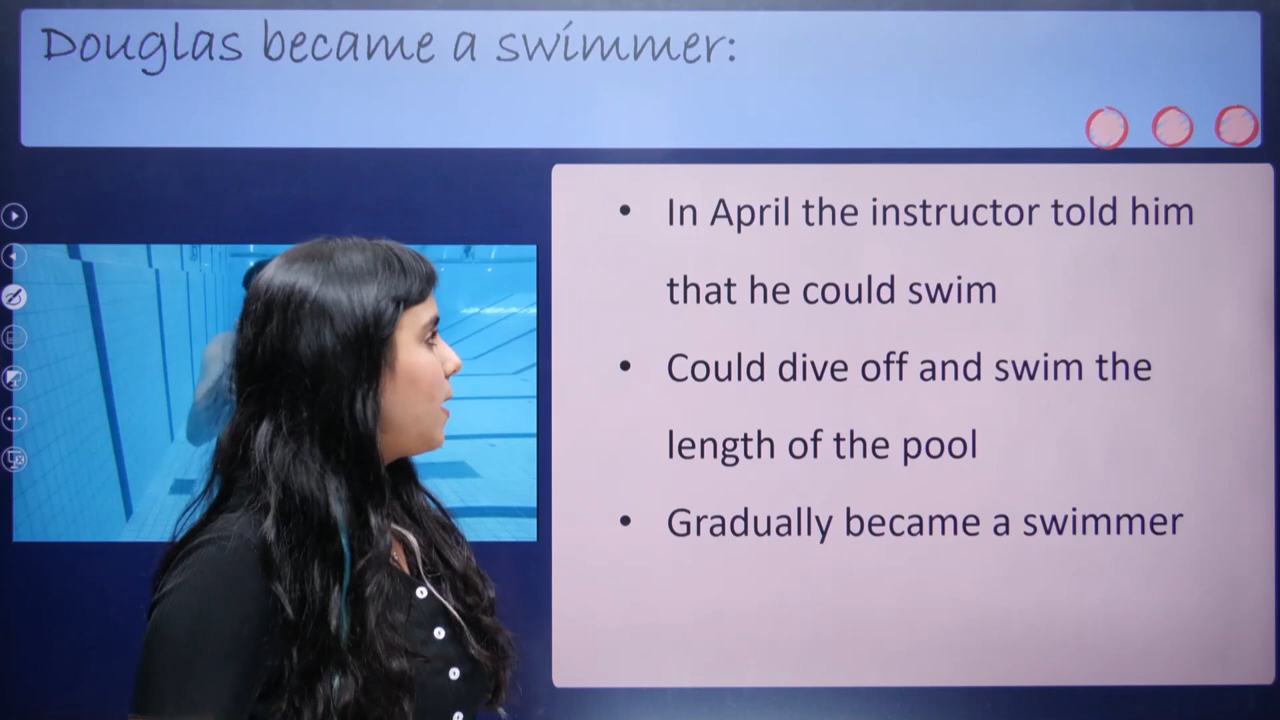 Douglas became a swimmer:
• In April the instructor told him
that he could swim
• Could dive off and swim the
length of the pool
• Gradually became a swimmer